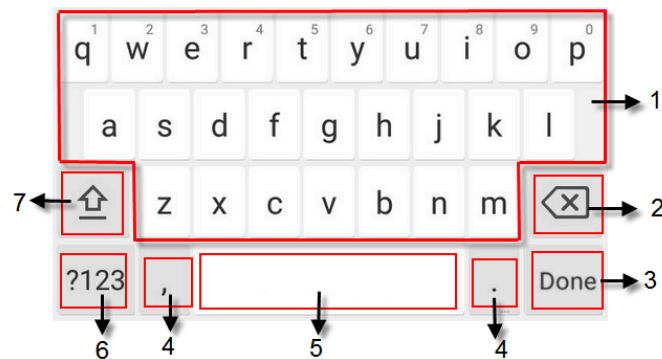 1 2 3 4 5 6 7 8 9 0
q w e r t y u i o p
1
a s d f g h j k l
7
z x c v b n m
2
?123 , . Done
3
6 4 5 4